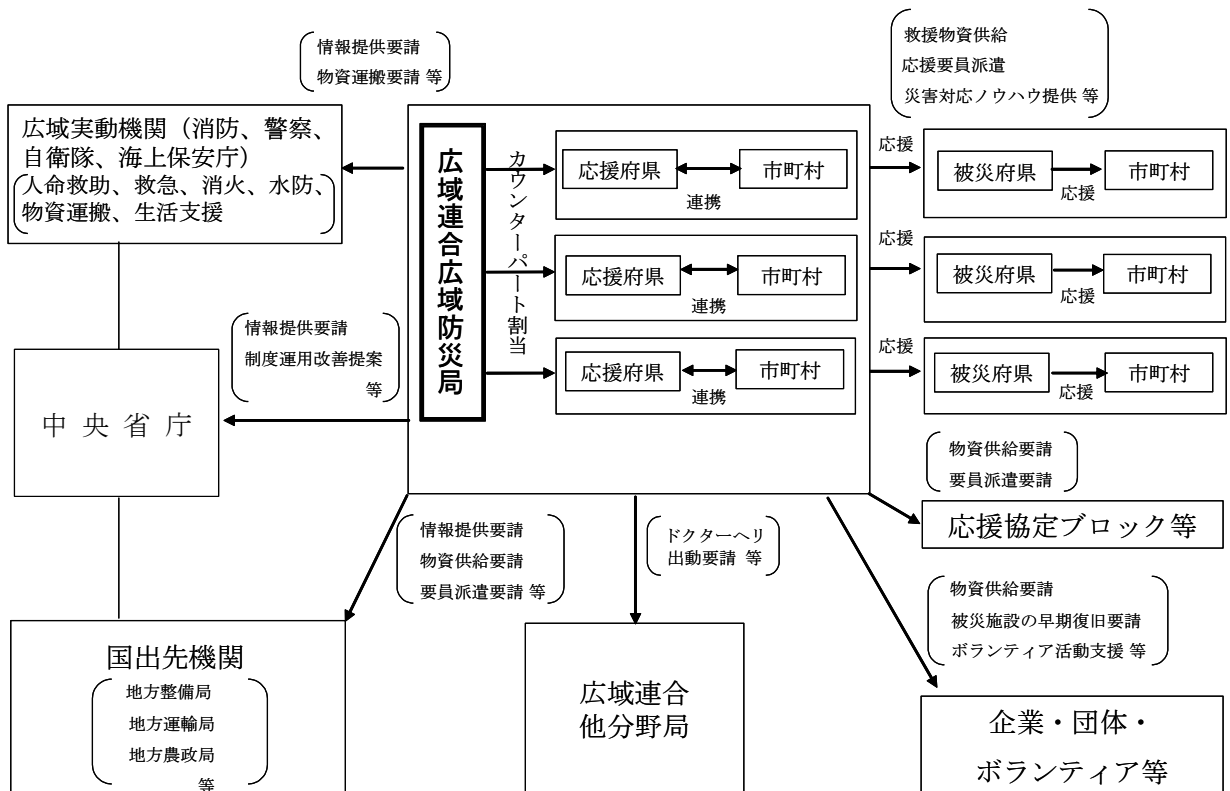 情報提供要請
物資運搬要請 等
救援物資供給
応援要員派遣
災害対応ノウハウ提供 等
広域実動機関（消防、警察、
自衛隊、海上保安庁）
人命救助、救急、消火、水防、
物資運搬、生活支援
広域連合広域防災局
カウンターパート割当
応援府県
市町村
連携
応援
被災府県
市町村
応援
応援府県
市町村
連携
応援
被災府県
市町村
応援
応援府県
市町村
連携
応援
被災府県
市町村
応援
情報提供要請
制度運用改善提案
等
中央省庁
物資供給要請
要員派遣要請
応援協定ブロック等
情報提供要請
物資供給要請
要員派遣要請 等
ドクターヘリ
出動要請 等
物資供給要請
被災施設の早期復旧要請
ボランティア活動支援 等
国出先機関
地方整備局
地方運輸局
地方農政局
等
広域連合
他分野局
企業・団体・
ボランティア等